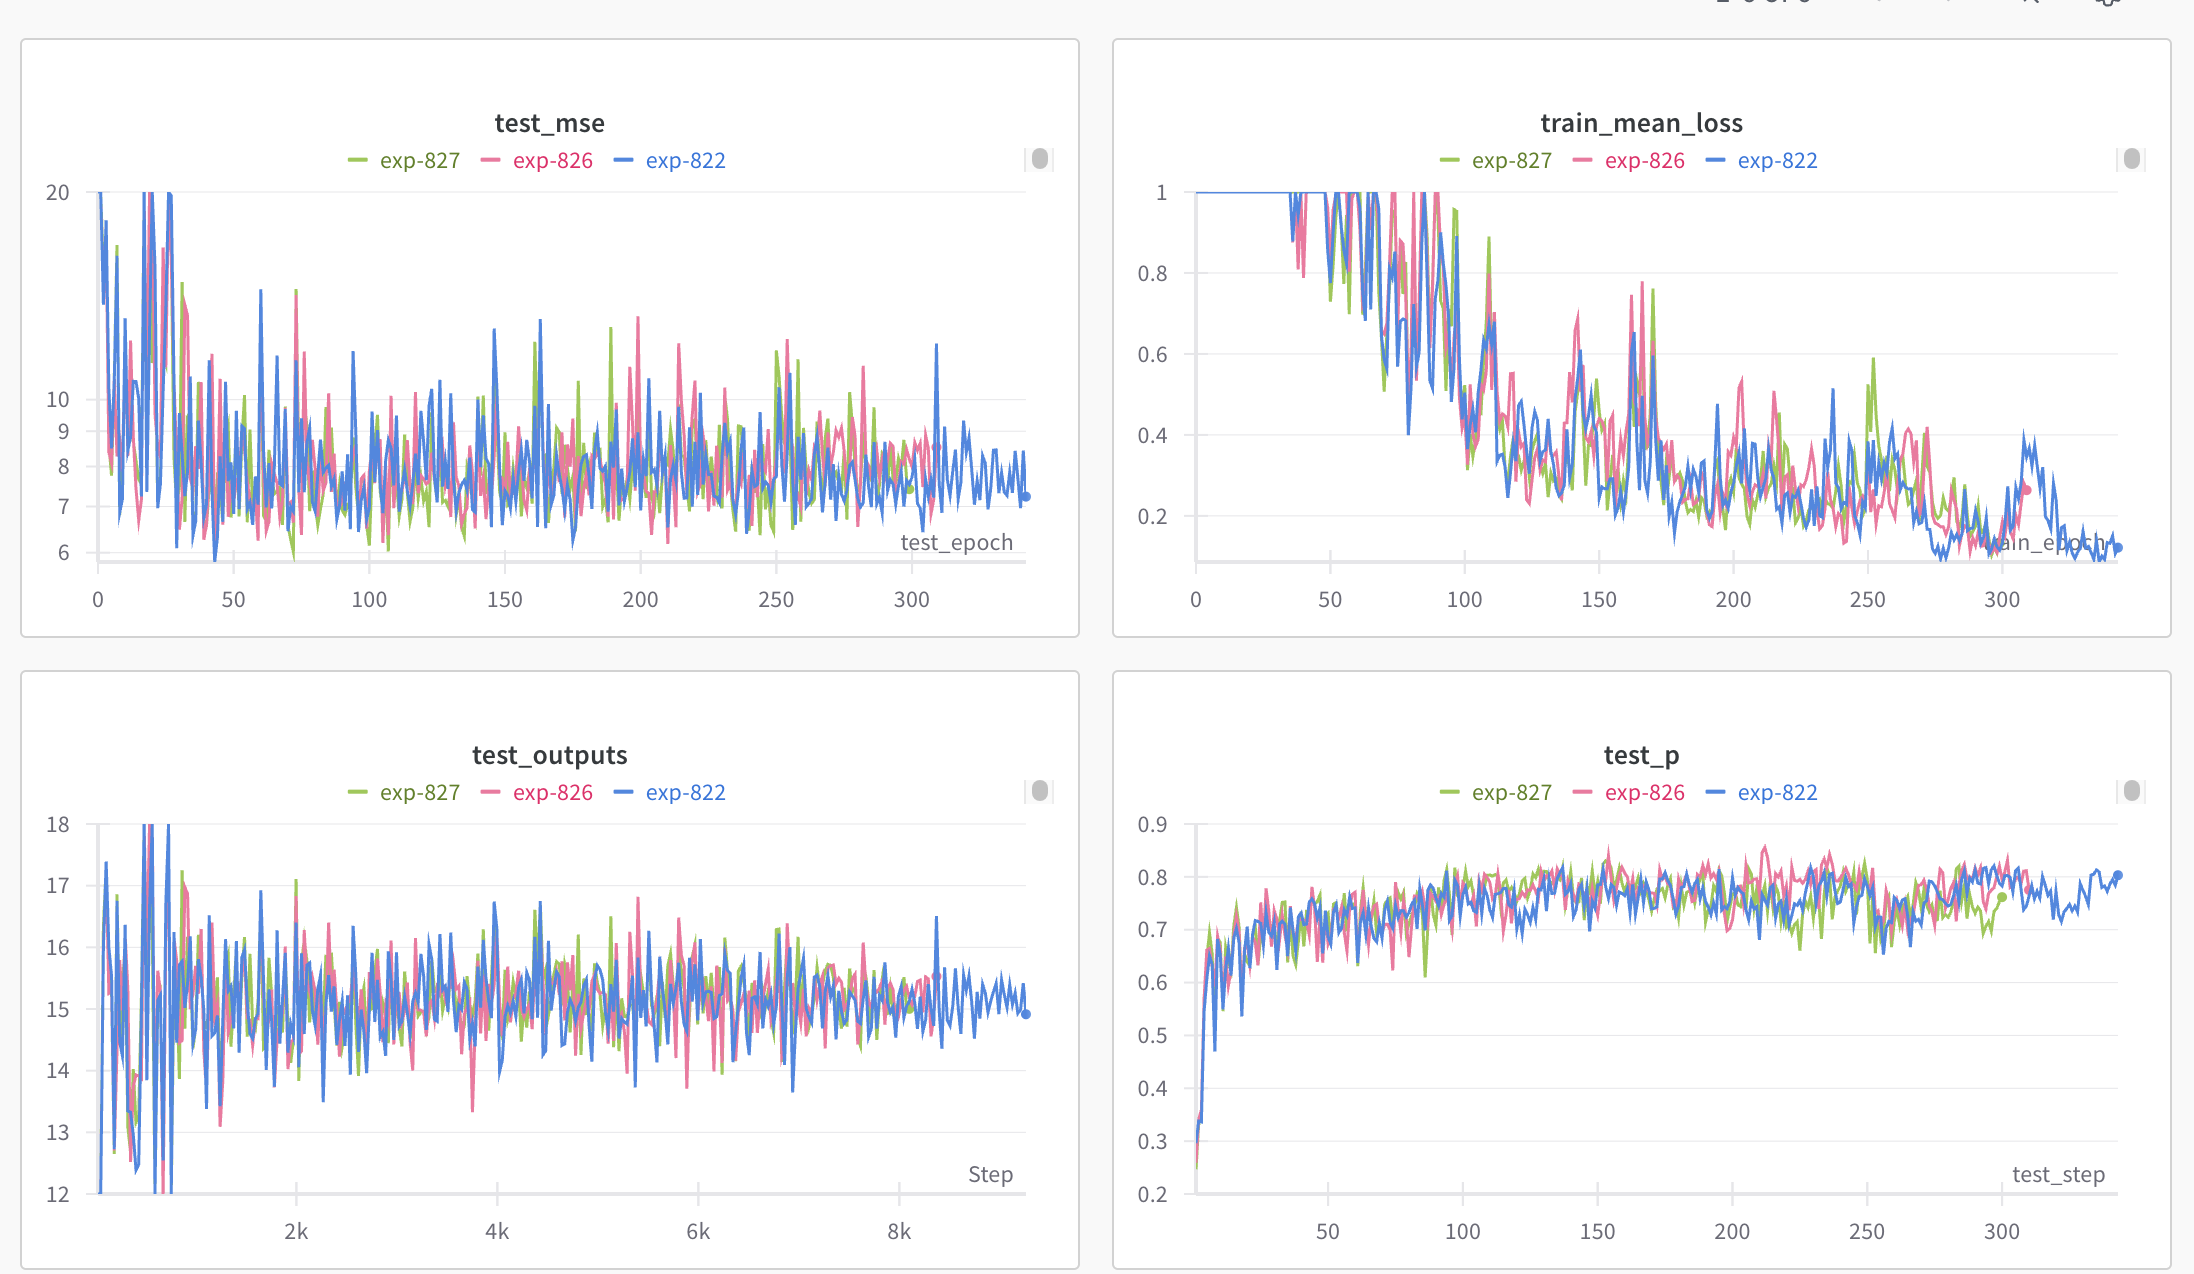 test_mse
exp-827 exp-826 exp-822
20
10
9
8
7
6
test_epoch
0 50 100 150 200 250 300
train_mean_loss
exp-827 exp-826 exp-822
1
0.8
0.6
0.4
0.2
train_epoch
0 50 100 150 200 250 300
test_outputs
exp-827 exp-826 exp-822
18
17
16
15
14
13
12
Step
2k 4k 6k 8k
test_p
exp-827 exp-826 exp-822
0.9
0.8
0.7
0.6
0.5
0.4
0.3
0.2
test_step
50 100 150 200 250 300